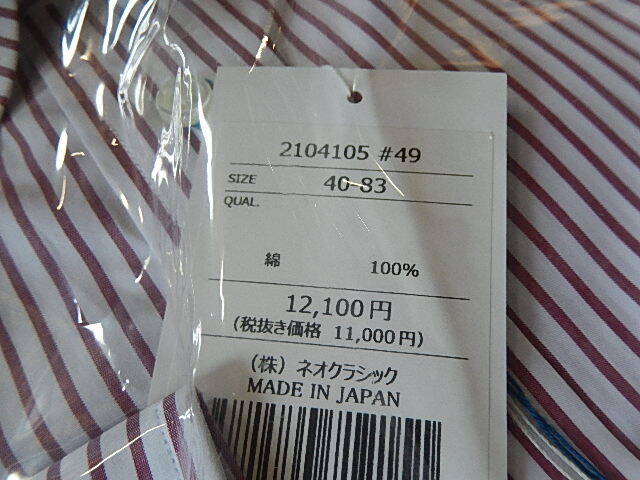 2104105 #49
SIZE 40-83
QUAL.
綿 100%
12,100円
(税抜き価格 11,000円)
(株) ネオクラシック
MADE IN JAPAN